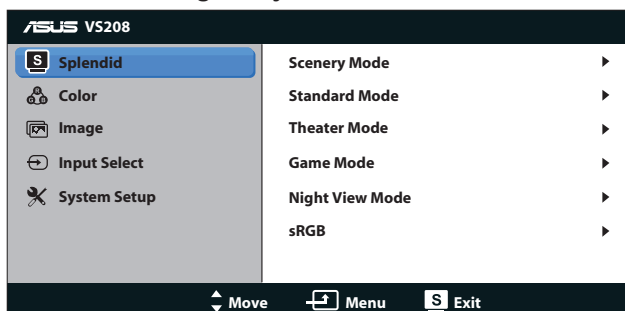 ASUS VS208
S Splendid
Color
Image
Input Select
System Setup
Scenery Mode
Standard Mode
Theater Mode
Game Mode
Night View Mode
sRGB
Move Menu S Exit